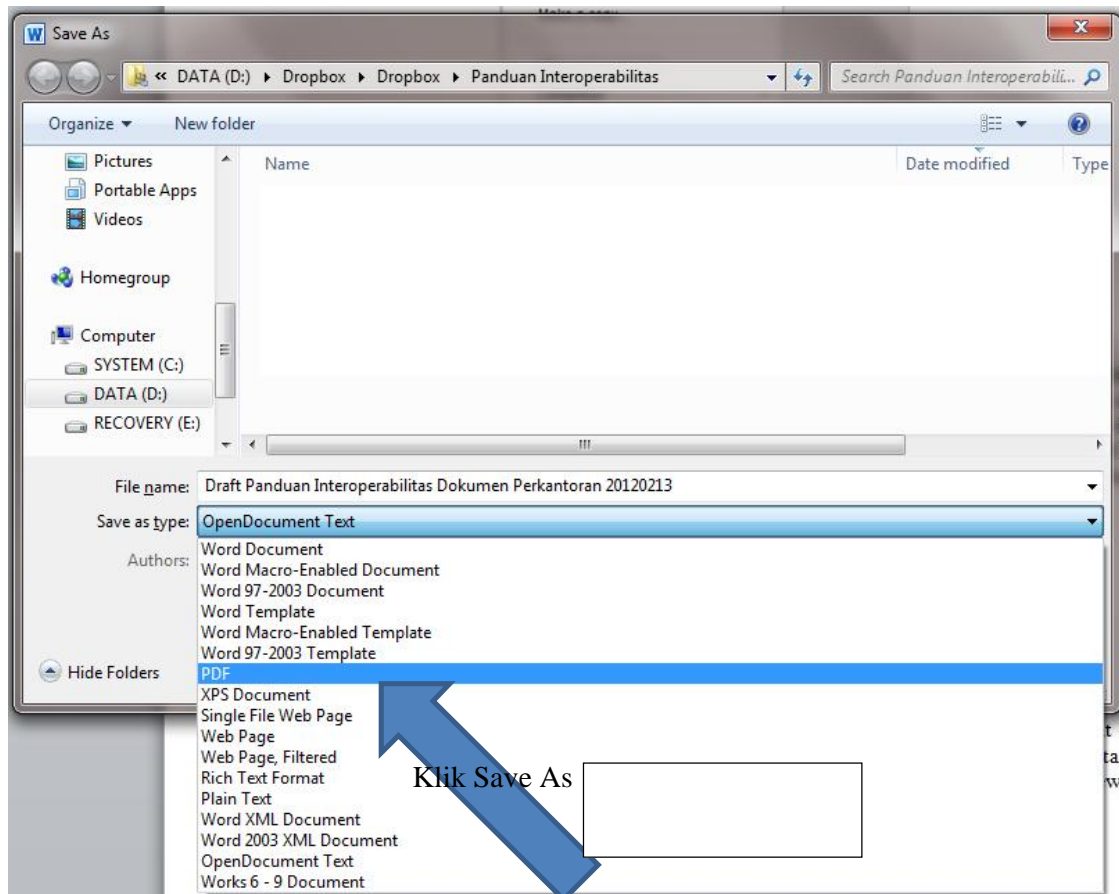 Make a copy
Save As
« DATA (D:) Dropbox Dropbox Panduan Interoperabilitas
Search Panduan Interoperabili...
Organize New folder
Pictures
Portable Apps
Videos
Homegroup
Computer
SYSTEM (C:)
DATA (D:)
RECOVERY (E:)
Name Date modified Type
File name: Draft Panduan Interoperabilitas Dokumen Perkantoran 20120213
Save as type: OpenDocument Text
Authors:
Word Document
Word Macro-Enabled Document
Word 97-2003 Document
Word Template
Word Macro-Enabled Template
Word 97-2003 Template
PDF
XPS Document
Single File Web Page
Web Page
Web Page, Filtered
Rich Text Format
Plain Text
Word XML Document
Word 2003 XML Document
OpenDocument Text
Works 6 - 9 Document
Hide Folders
Klik Save As